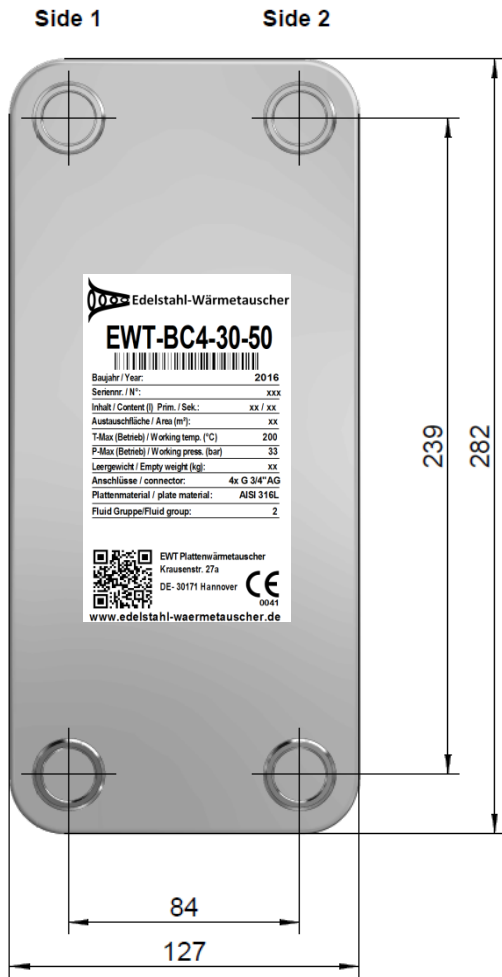 Side 1 Side 2
Edelstahl-Wärmetauscher
EWT-BC4-30-50
Baujahr / Year: 2016
Seriennr. / N°: xxx
Inhalt / Content (l) Prim. / Sek.: xx / xx
Austauschfläche / Area (m²): xx
T-Max (Betrieb) / Working temp. (°C) 200
P-Max (Betrieb) / Working press. (bar) 33
Leergewicht / Empty weight (kg): xx
Anschlüsse / connector: 4x G 3/4"AG
Plattenmaterial / plate material: AISI 316L
Fluid Gruppe/Fluid group: 2
EWT Plattenwärmetauscher
Krausenstr. 27a
DE- 30171 Hannover
CE
0041
www.edelstahl-waermetauscher.de
239
282
84
127